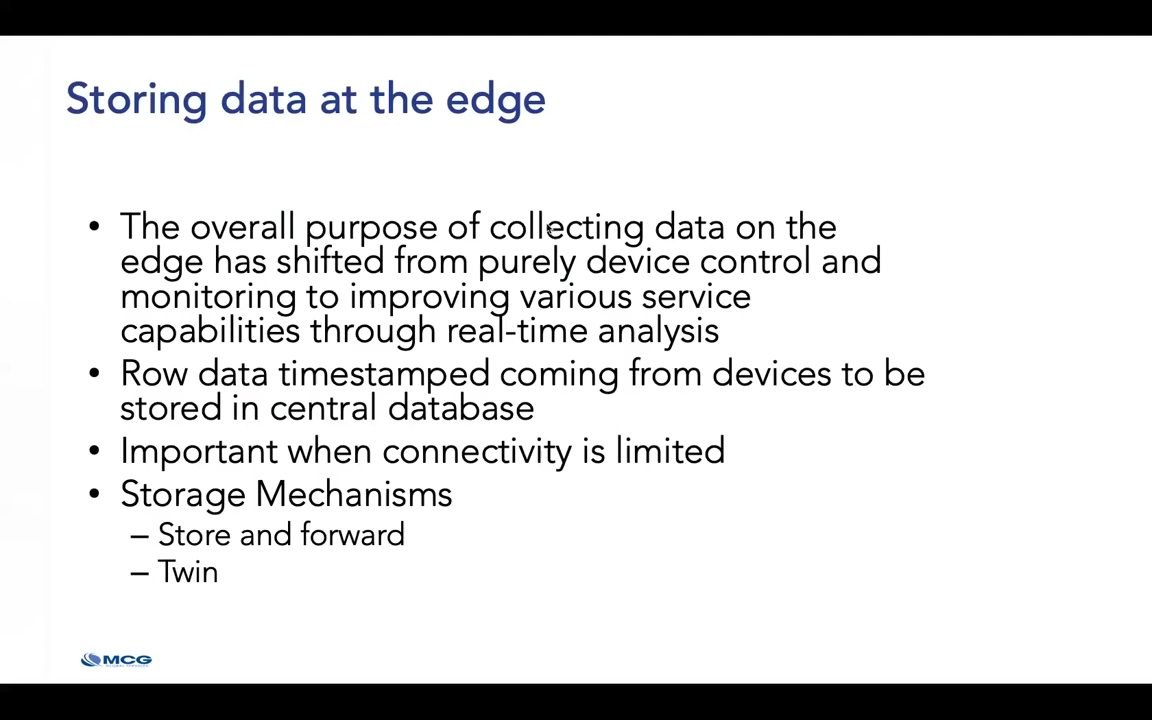 Storing data at the edge
• The overall purpose of collecting data on the
edge has shifted from purely device control and
monitoring to improving various service
capabilities through real-time analysis
• Row data timestamped coming from devices to be
stored in central database
• Important when connectivity is limited
• Storage Mechanisms
– Store and forward
– Twin
MCG